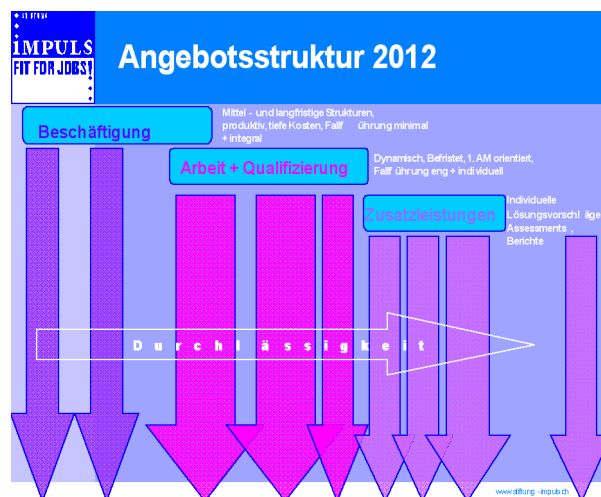 STIFTUNG
iMPULS
FIT FOR JOBS!
Angebotsstruktur 2012
Beschäftigung
Mittel - und langfristige Strukturen,
produktiv, tiefe Kosten, Fallf ührung minimal
+ integral
Arbeit + Qualifizierung
Dynamisch, Befristet, 1. AM orientiert,
Fallf ührung eng + individuell
Zusatzleistungen
Individuelle
Lösungsvorschl äge
Assessments ,
Berichte
Durchlässigkeit
www.stiftung -impuls.ch